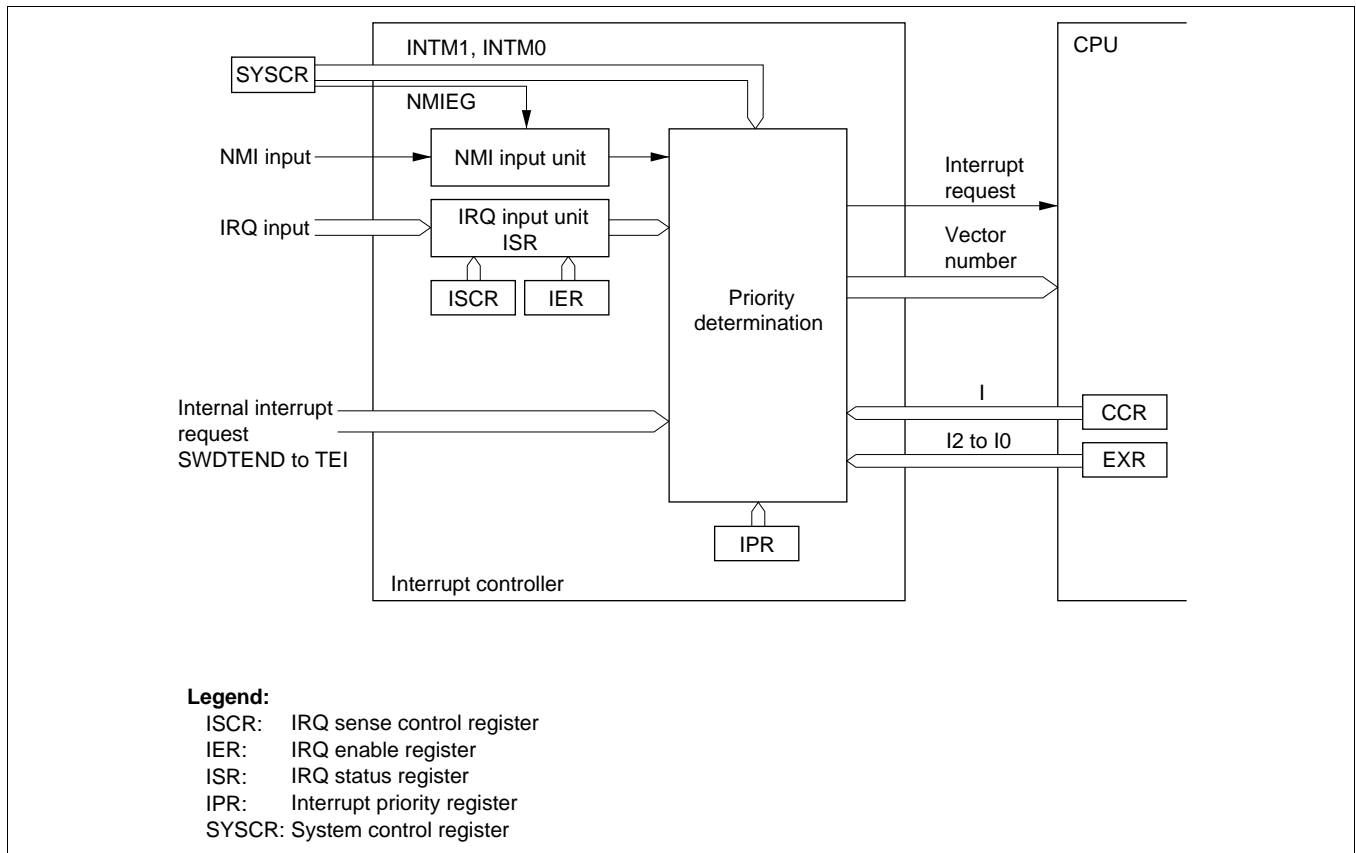 INTM1, INTM0
CPU
SYSCR
NMIEG
NMI input
NMI input unit
Interrupt
request
IRQ input
IRQ input unit
ISR
Vector
number
ISCR
IER
Priority
determination
Internal interrupt
request
SWDTEND to TEI
I
CCR
I2 to I0
EXR
IPR
Interrupt controller
Legend:
ISCR: IRQ sense control register
IER: IRQ enable register
ISR: IRQ status register
IPR: Interrupt priority register
SYSCR: System control register